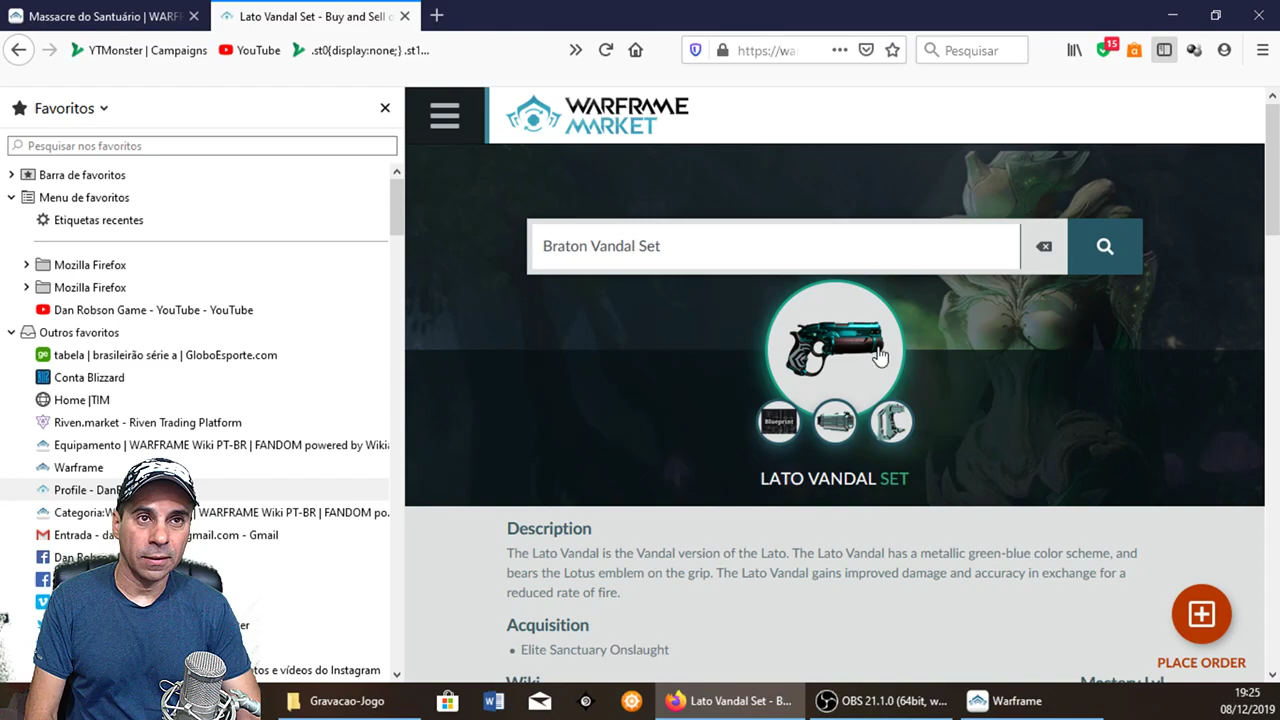 Massacre do Santuário | WARF
Lato Vandal Set - Buy and Sell o
YTMonster | Campaigns
YouTube
.st0{display:none;} .st1...
https://wa
Pesquisar
15
Favoritos
Pesquisar nos favoritos
Barra de favoritos
Menu de favoritos
Etiquetas recentes
Mozilla Firefox
Mozilla Firefox
Dan Robson Game - YouTube - YouTube
Outros favoritos
tabela | brasileirão série a | GloboEsporte.com
Conta Blizzard
Home |TIM
Riven.market - Riven Trading Platform
Equipamento | WARFRAME Wiki PT-BR | FANDOM powered by Wikia
Warframe
Profile - Dan
Categoria:W
| WARFRAME Wiki PT-BR | FANDOM po...
Entrada - da
gmail.com - Gmail
Dan Robson
otos e vídeos do Instagram
WARFRAME
MARKET
Braton Vandal Set
Blueprint
LATO VANDAL SET
Description
The Lato Vandal is the Vandal version of the Lato. The Lato Vandal has a metallic green-blue color scheme, and
bears the Lotus emblem on the grip. The Lato Vandal gains improved damage and accuracy in exchange for a
reduced rate of fire.
Acquisition
• Elite Sanctuary Onslaught
Wiki
Mastery Lvl
PLACE ORDER
Gravacao-Jogo
Lato Vandal Set - B...
OBS 21.1.0 (64bit, w...
Warframe
19:25
08/12/2019